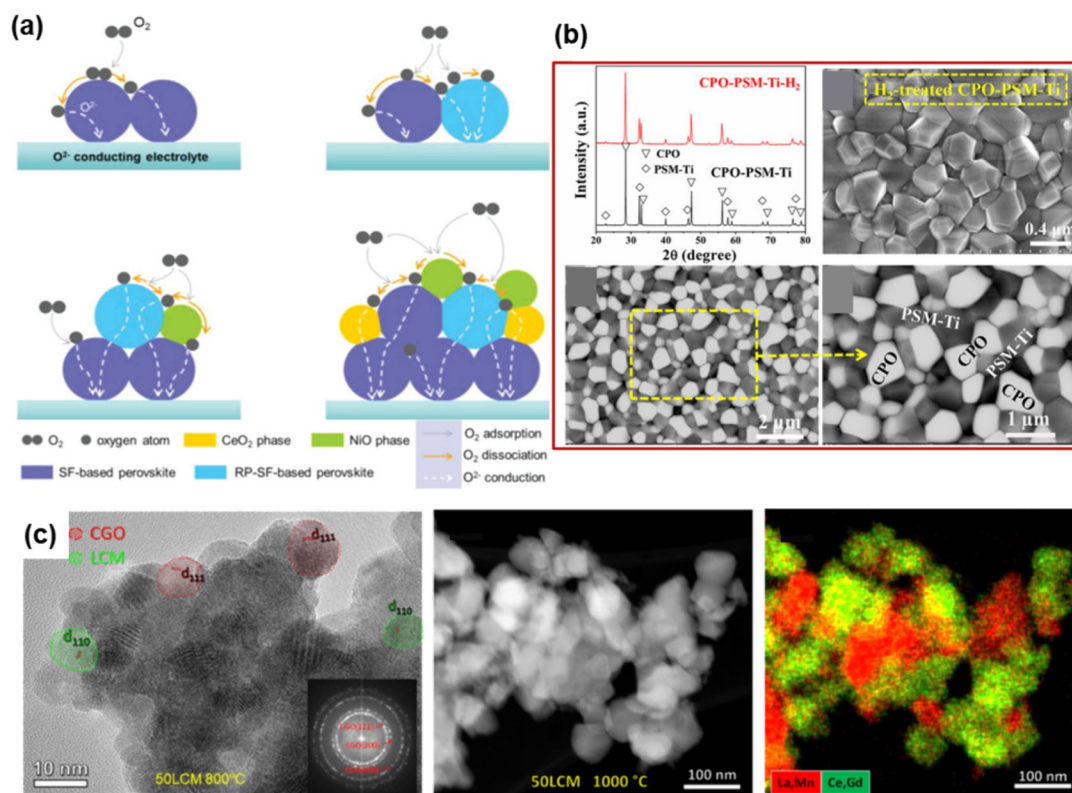 (a)
O₂
O²⁻
O²⁻ conducting electrolyte
O₂
oxygen atom
CeO₂ phase
NiO phase
SF-based perovskite
RP-SF-based perovskite
O₂ adsorption
O₂ dissociation
O²⁻ conduction
(b)
CPO-PSM-Ti-H₂
CPO
PSM-Ti
CPO-PSM-Ti
Intensity (a.u.)
20 30 40 50 60 70 80
2θ (degree)
H₂-treated CPO-PSM-Ti
0.4 μm
2 μm
PSM-Ti
CPO
CPO
PSM-Ti
CPO
1 μm
(c)
CGO
LCM
d₁₁₁
d₁₁₁
d₁₁₀
d₁₁₀
10 nm
50LCM 800°C
50LCM 1000 °C
100 nm
La,Mn
Ce,Gd
100 nm